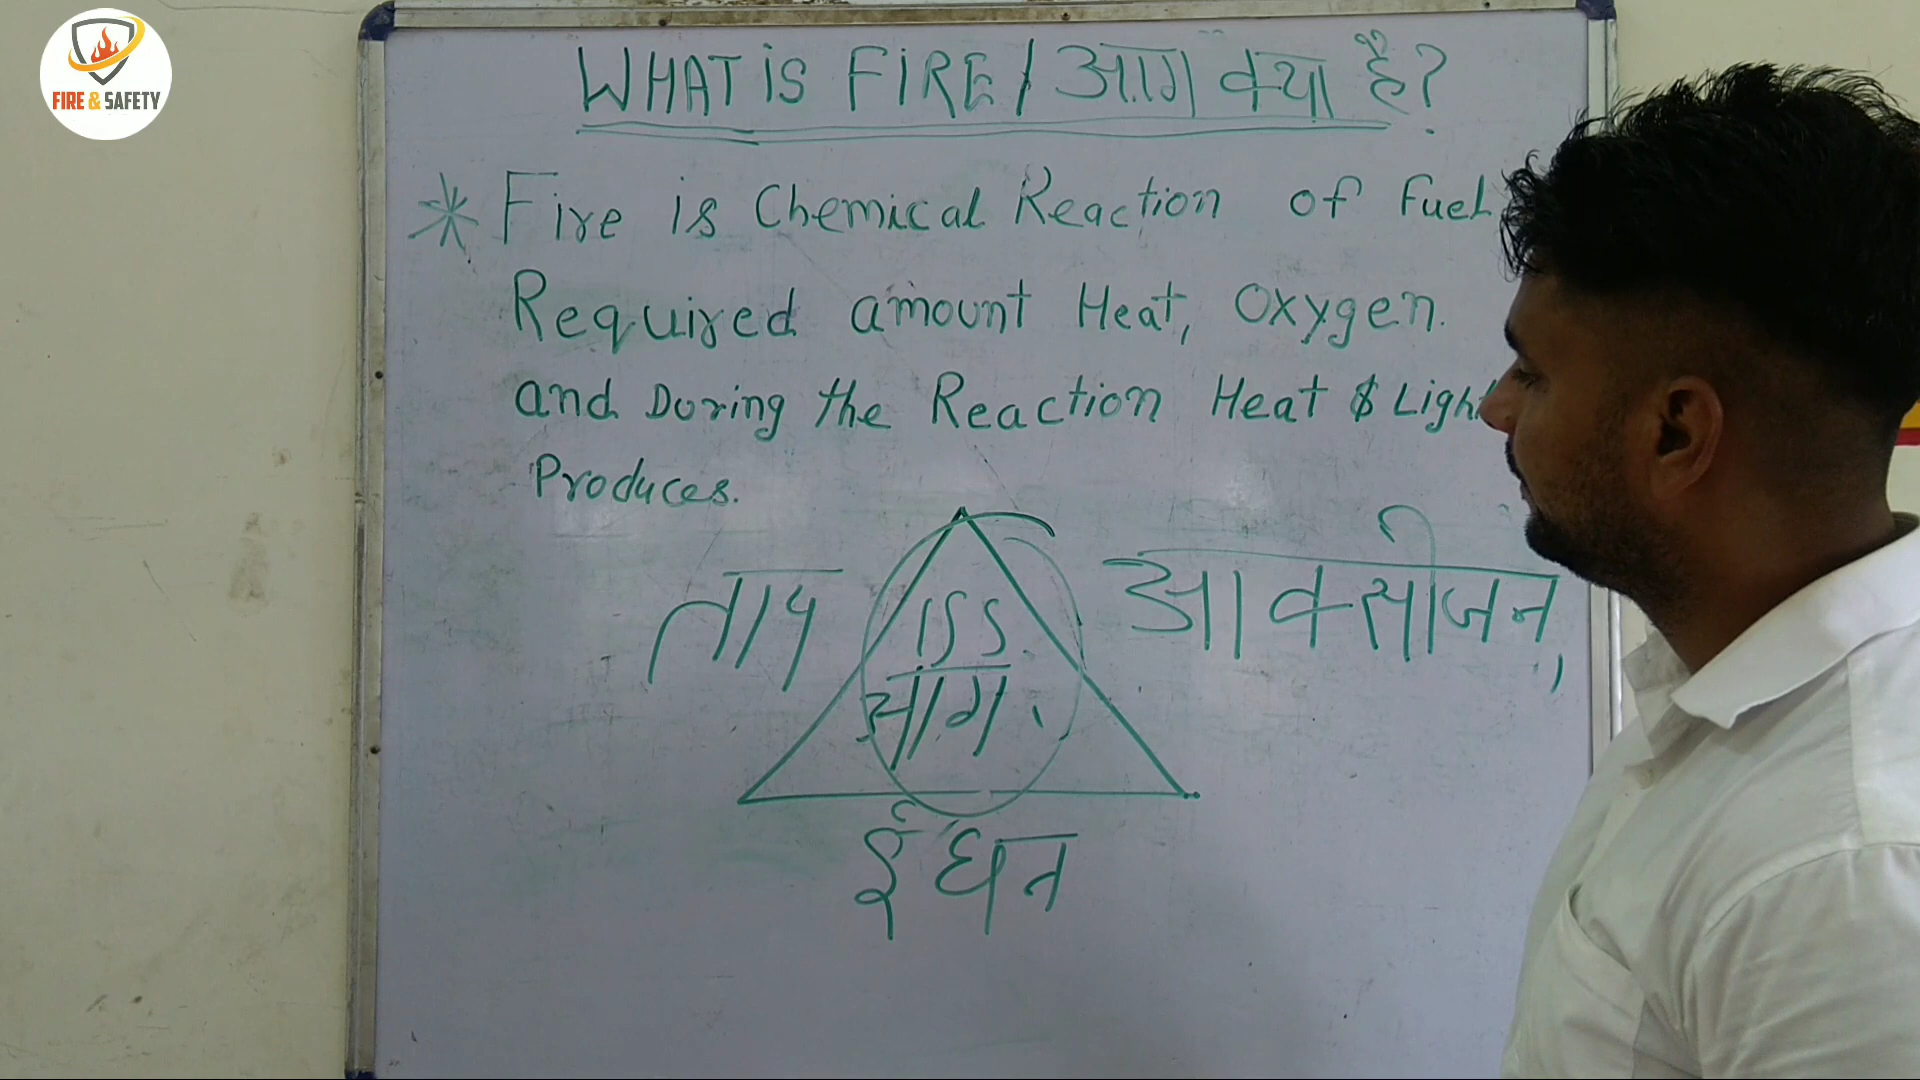 FIRE & SAFETY
WHAT iS FiRE / आग क्या है?
* Fire is Chemical Reaction of Fuel,
Required amount Heat, Oxygen.
and During the Reaction Heat & Light
Produces.
ताप
आक्सीजन,
ISS
आग
ईंधन